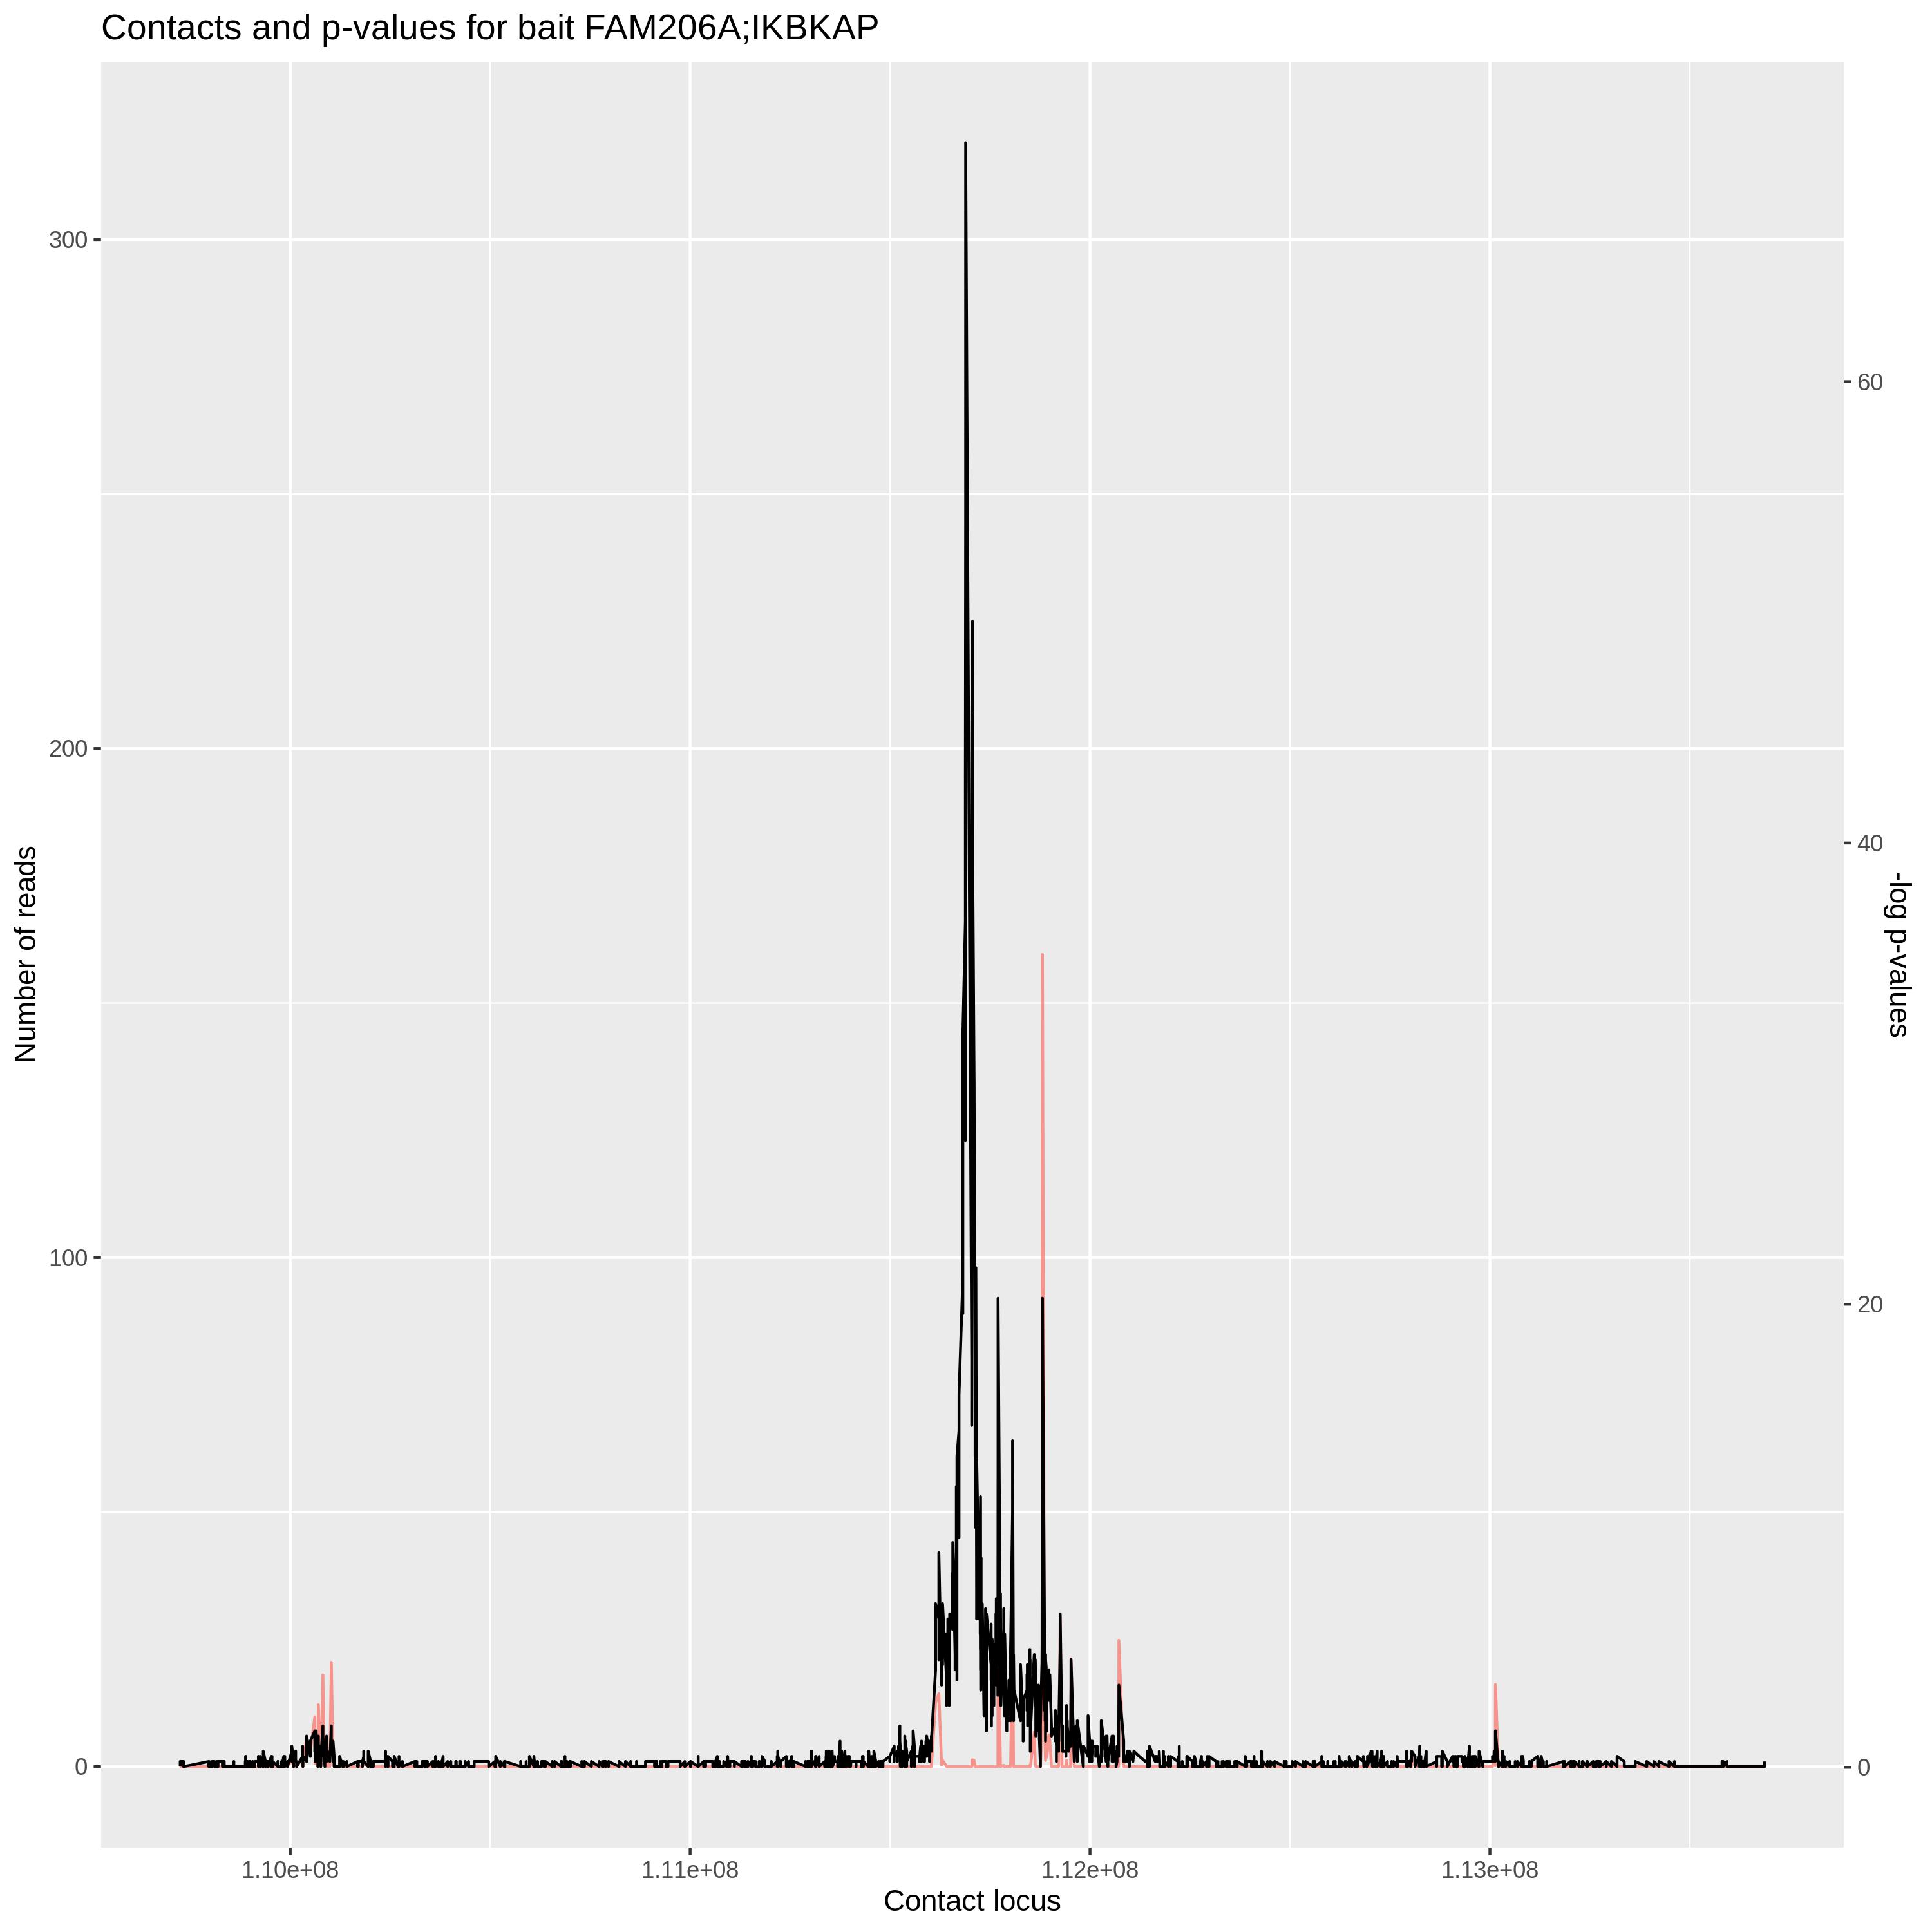 Contacts and p-values for bait FAM206A;IKBKAP
300
200
100
0
Number of reads
60
40
20
0
-log p-values
1.10e+08
1.11e+08
1.12e+08
1.13e+08
Contact locus